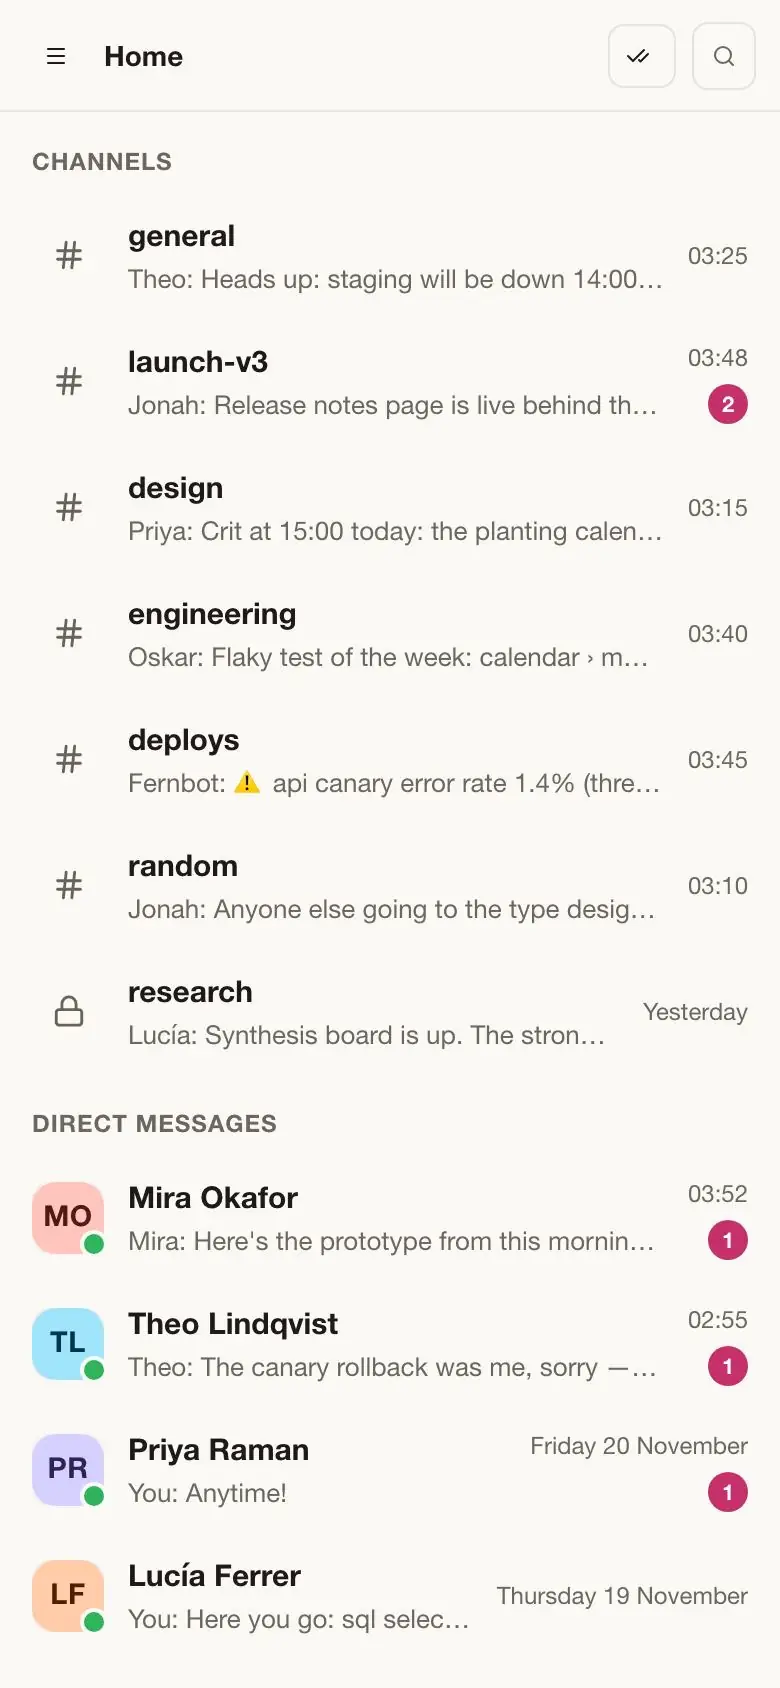 Home
CHANNELS
general
Theo: Heads up: staging will be down 14:00…
03:25
launch-v3
Jonah: Release notes page is live behind th…
03:48
2
design
Priya: Crit at 15:00 today: the planting calen…
03:15
engineering
Oskar: Flaky test of the week: calendar › m…
03:40
deploys
Fernbot: ⚠️ api canary error rate 1.4% (thre…
03:45
random
Jonah: Anyone else going to the type desig…
03:10
research
Lucía: Synthesis board is up. The stron…
Yesterday
DIRECT MESSAGES
MO
Mira Okafor
Mira: Here's the prototype from this mornin…
03:52
1
TL
Theo Lindqvist
Theo: The canary rollback was me, sorry —…
02:55
1
PR
Priya Raman
You: Anytime!
Friday 20 November
1
LF
Lucía Ferrer
You: Here you go: sql selec…
Thursday 19 November